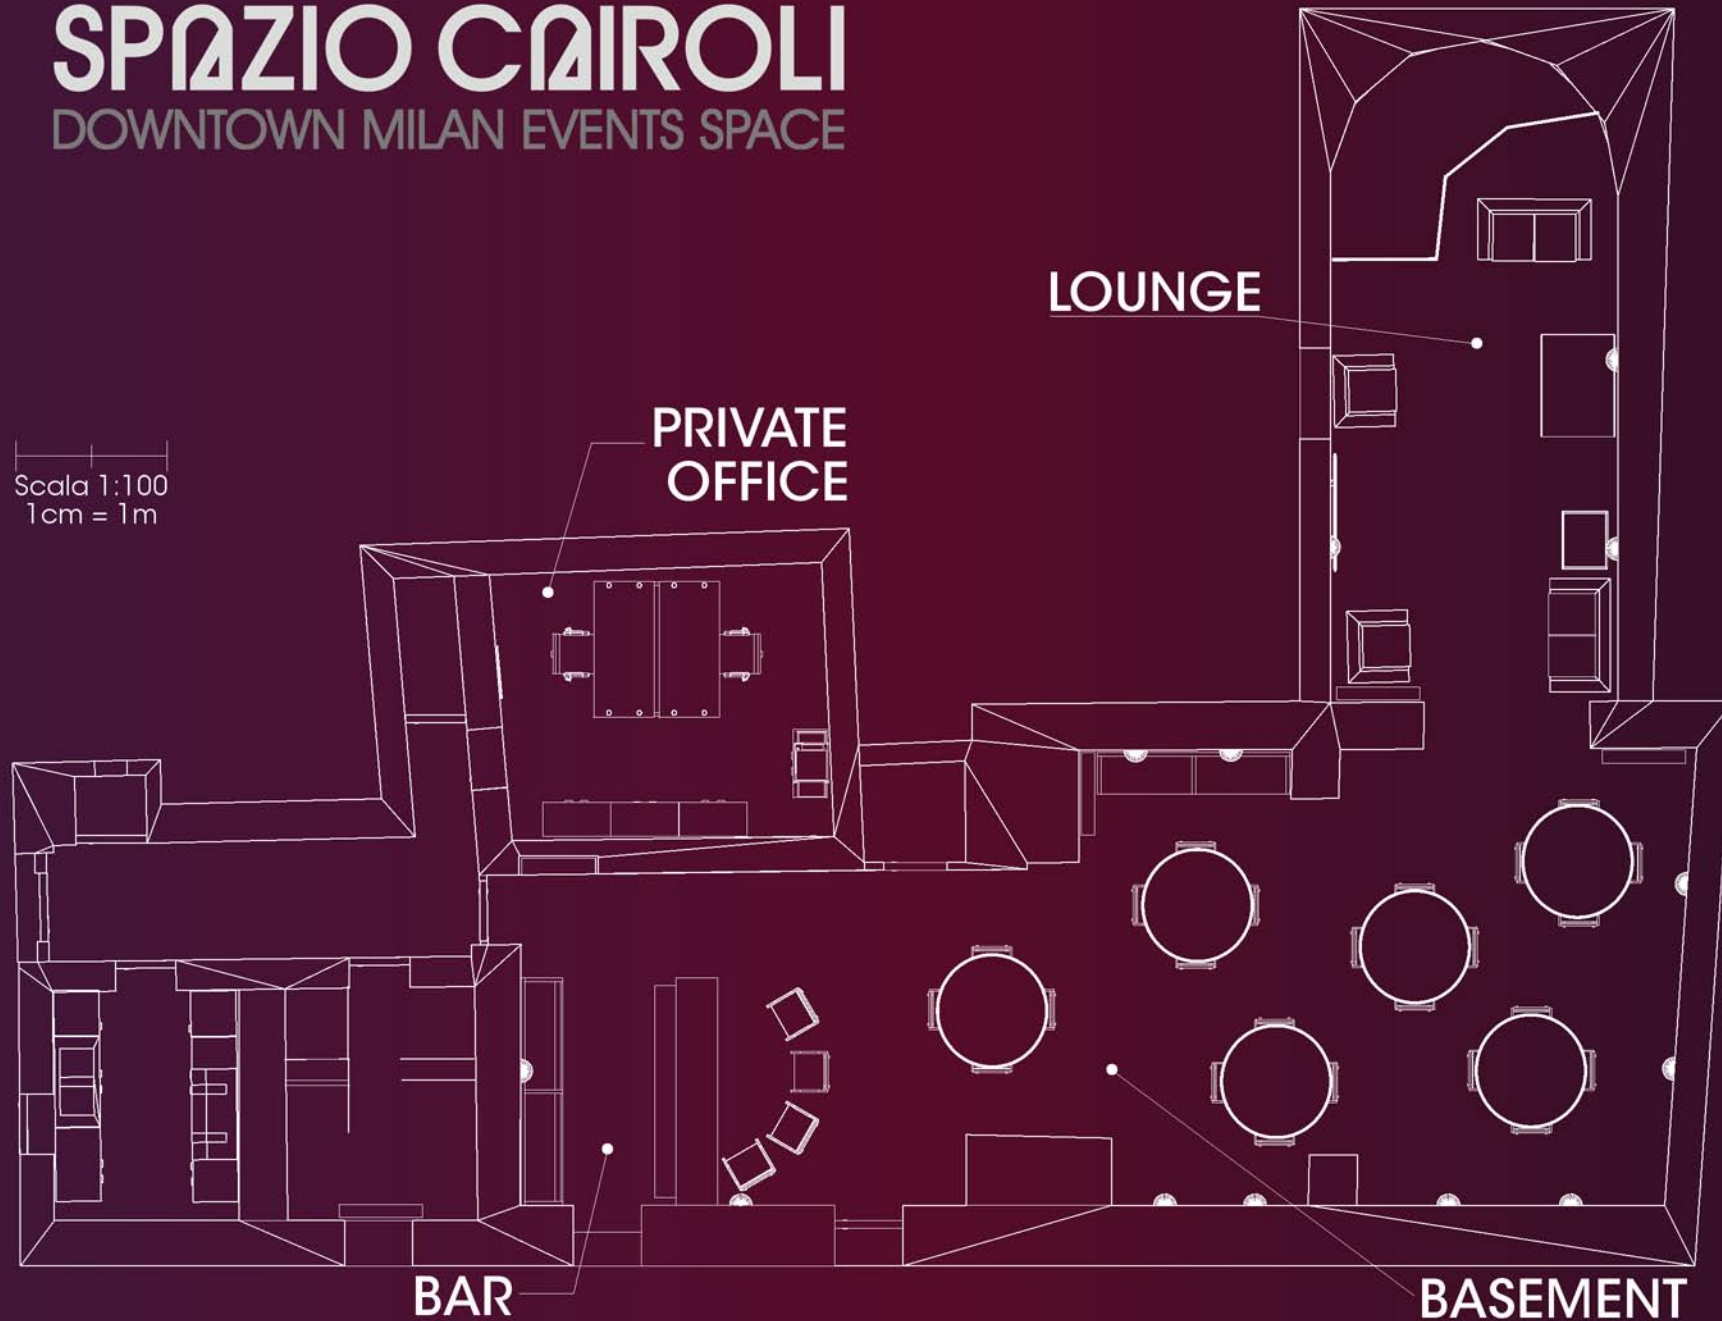 SPAZIO CAIROLI
DOWNTOWN MILAN EVENTS SPACE
LOUNGE
PRIVATE
OFFICE
Scala 1:100
1cm = 1m
BAR
BASEMENT